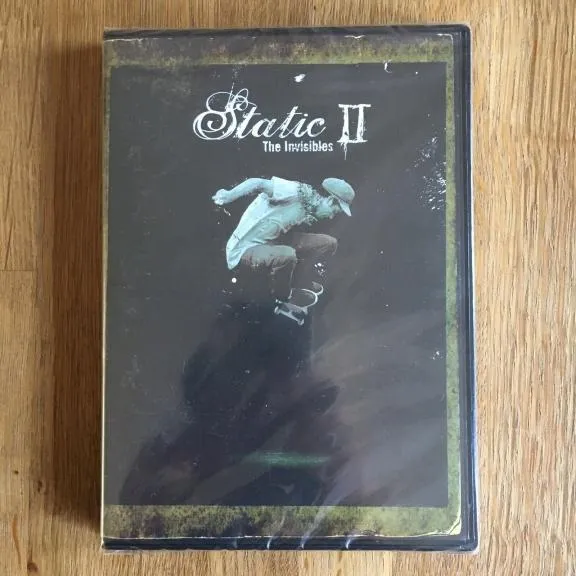 Static II
The Invisibles